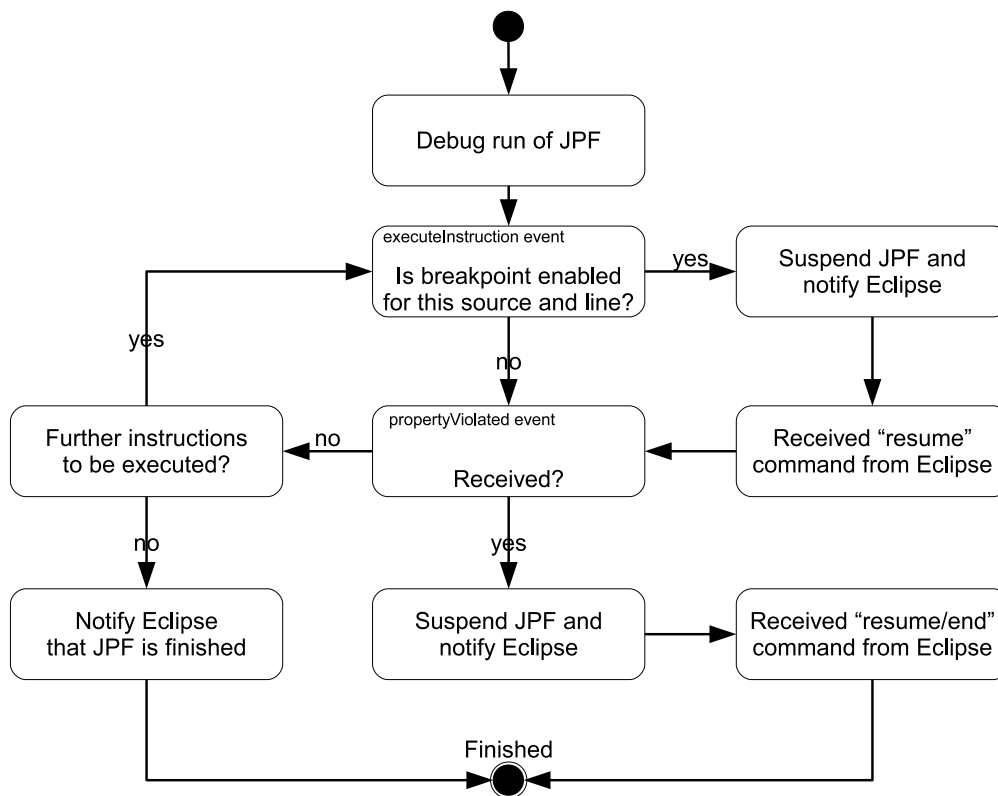 Debug run of JPF
executeInstruction event
Is breakpoint enabled
for this source and line?
yes
Suspend JPF and
notify Eclipse
yes
no
Further instructions
to be executed?
no
propertyViolated event
Received?
Received “resume”
command from Eclipse
no
yes
Notify Eclipse
that JPF is finished
Suspend JPF and
notify Eclipse
Received “resume/end”
command from Eclipse
Finished